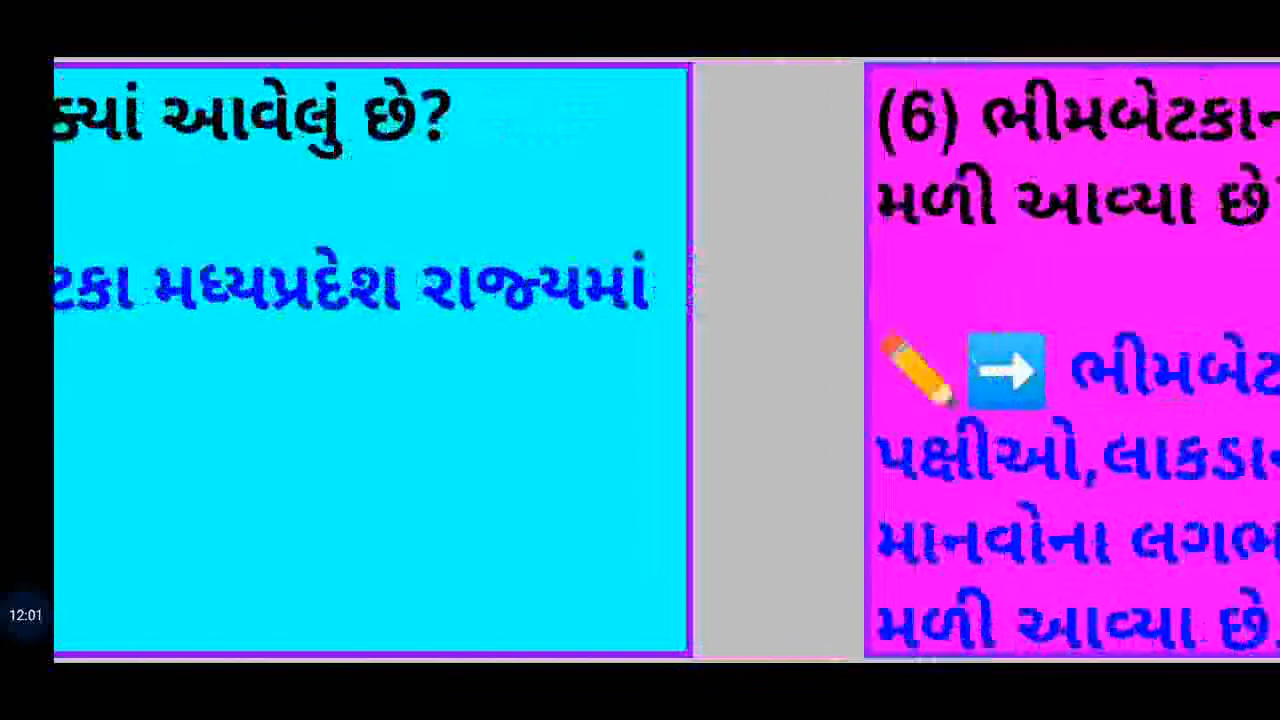 ક્યાં આવેલું છે?
ટકા મધ્યપ્રદેશ રાજ્યમાં
(6) ભીમબેટકાન
મળી આવ્યા છે?
✏️➡️ ભીમબેટ
પક્ષીઓ,લાકડાન
માનવોના લગભ
મળી આવ્યા છે.
12:01